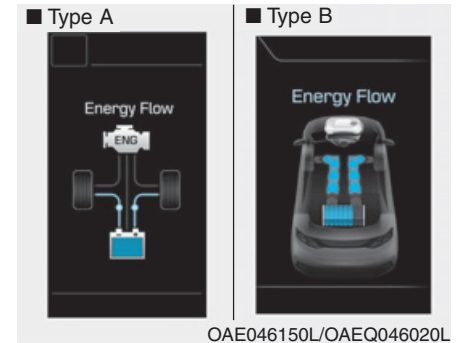 ■ Type A
■ Type B
Energy Flow
ENG
Energy Flow
OAE046150L/OAEQ046020L